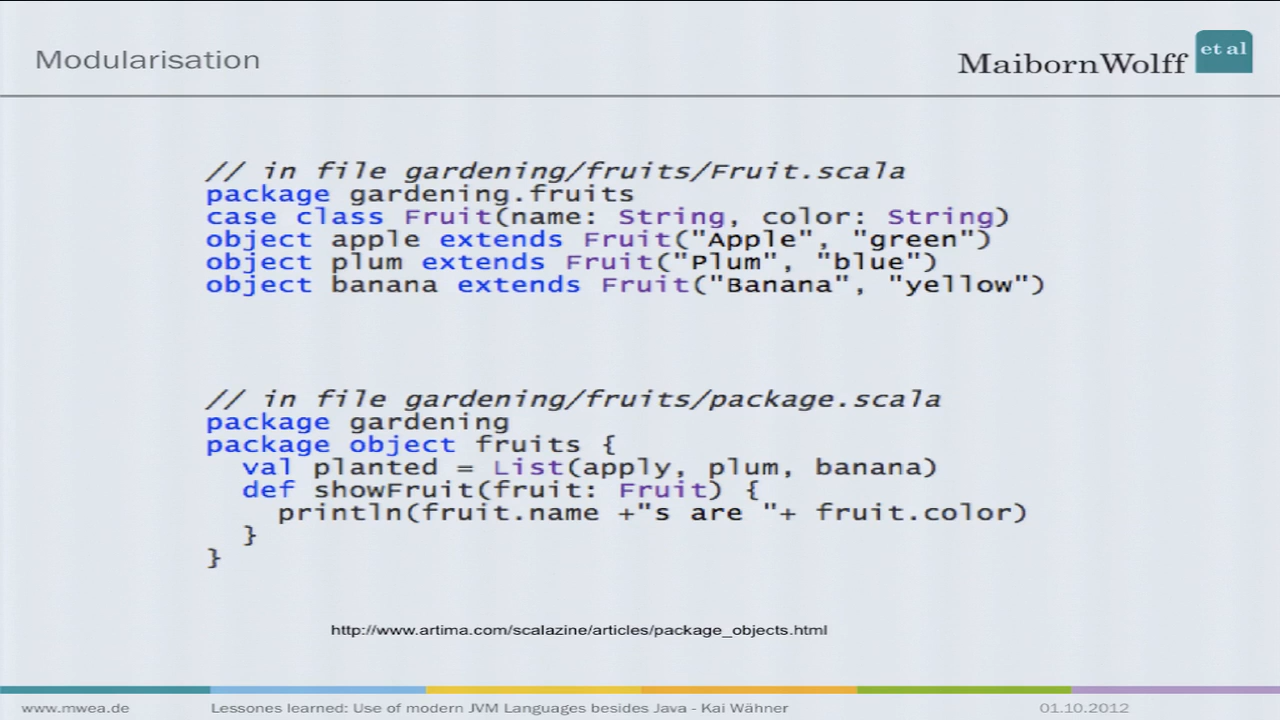 Modularisation
MaibornWolff et al
// in file gardening/fruits/Fruit.scala
package gardening.fruits
case class Fruit(name: String, color: String)
object apple extends Fruit("Apple", "green")
object plum extends Fruit("Plum", "blue")
object banana extends Fruit("Banana", "yellow")
// in file gardening/fruits/package.scala
package gardening
package object fruits {
  val planted = List(apply, plum, banana)
  def showFruit(fruit: Fruit) {
    println(fruit.name +"s are "+ fruit.color)
  }
}
http://www.artima.com/scalazine/articles/package_objects.html
www.mwea.de
Lessones learned: Use of modern JVM Languages besides Java - Kai Wähner
01.10.2012